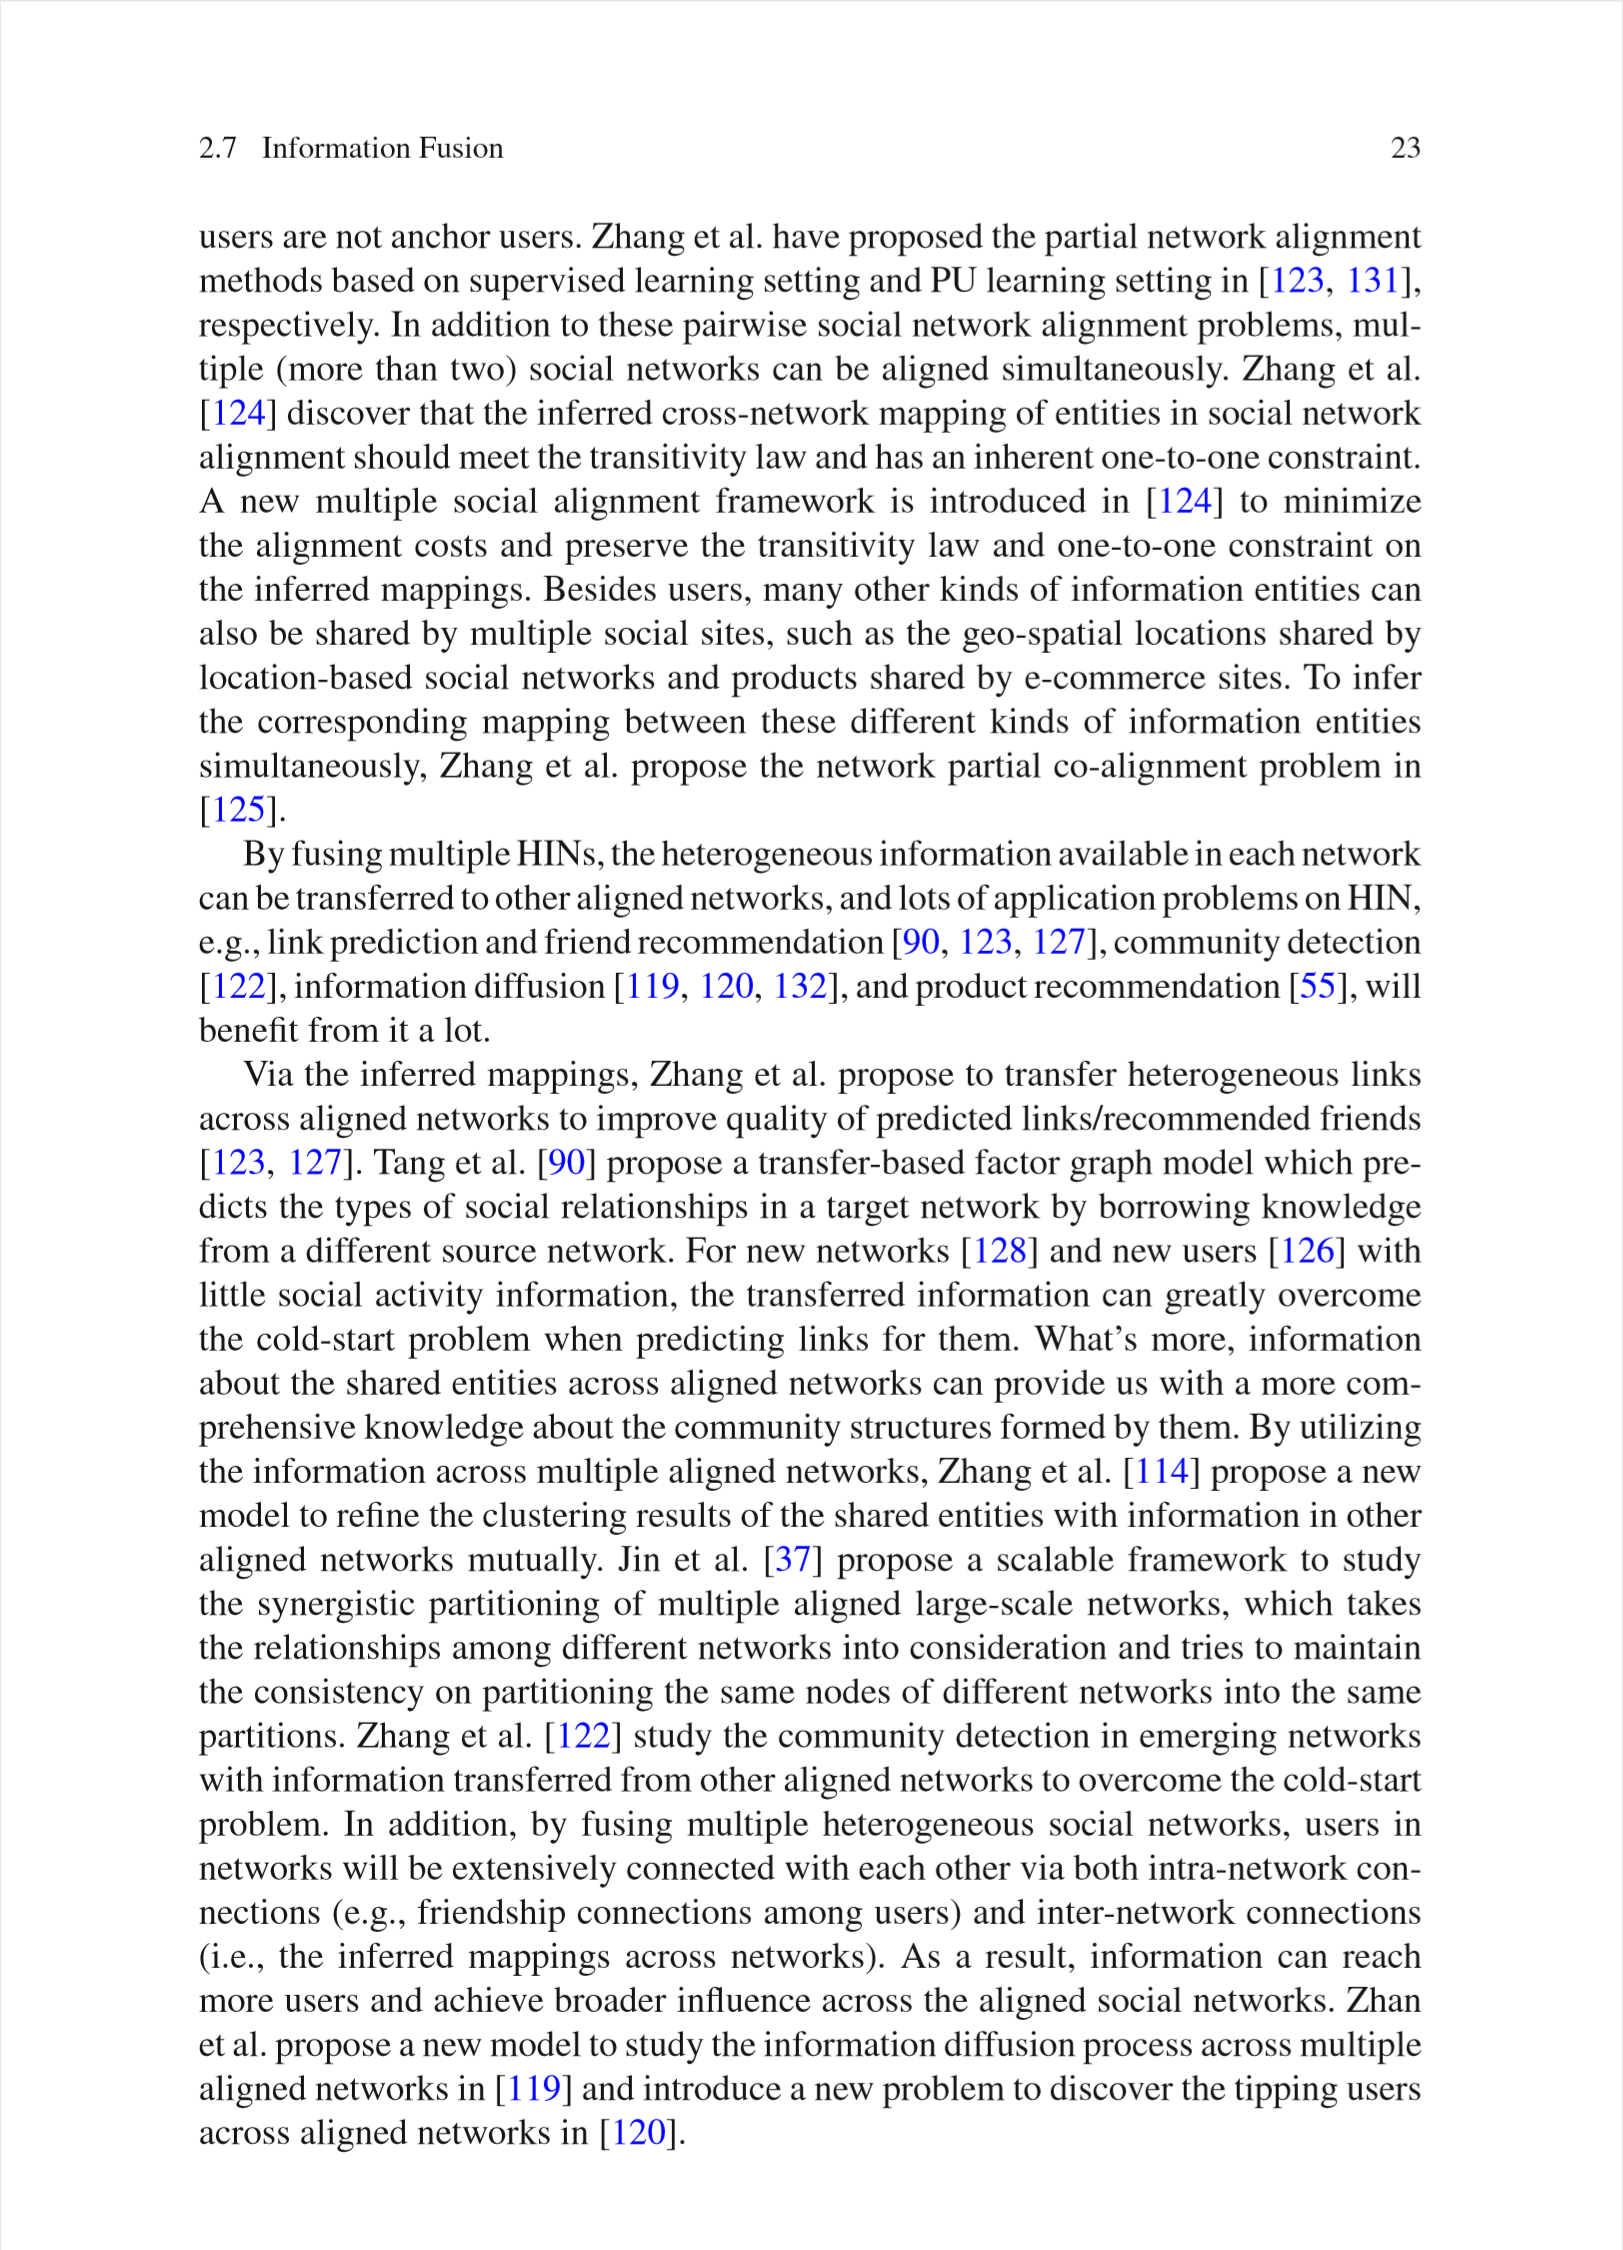 2.7 Information Fusion 23
users are not anchor users. Zhang et al. have proposed the partial network alignment
methods based on supervised learning setting and PU learning setting in [123, 131],
respectively. In addition to these pairwise social network alignment problems, mul-
tiple (more than two) social networks can be aligned simultaneously. Zhang et al.
[124] discover that the inferred cross-network mapping of entities in social network
alignment should meet the transitivity law and has an inherent one-to-one constraint.
A new multiple social alignment framework is introduced in [124] to minimize
the alignment costs and preserve the transitivity law and one-to-one constraint on
the inferred mappings. Besides users, many other kinds of information entities can
also be shared by multiple social sites, such as the geo-spatial locations shared by
location-based social networks and products shared by e-commerce sites. To infer
the corresponding mapping between these different kinds of information entities
simultaneously, Zhang et al. propose the network partial co-alignment problem in
[125].
By fusing multiple HINs, the heterogeneous information available in each network
can be transferred to other aligned networks, and lots of application problems on HIN,
e.g., link prediction and friend recommendation [90, 123, 127], community detection
[122], information diffusion [119, 120, 132], and product recommendation [55], will
benefit from it a lot.
Via the inferred mappings, Zhang et al. propose to transfer heterogeneous links
across aligned networks to improve quality of predicted links/recommended friends
[123, 127]. Tang et al. [90] propose a transfer-based factor graph model which pre-
dicts the types of social relationships in a target network by borrowing knowledge
from a different source network. For new networks [128] and new users [126] with
little social activity information, the transferred information can greatly overcome
the cold-start problem when predicting links for them. What's more, information
about the shared entities across aligned networks can provide us with a more com-
prehensive knowledge about the community structures formed by them. By utilizing
the information across multiple aligned networks, Zhang et al. [114] propose a new
model to refine the clustering results of the shared entities with information in other
aligned networks mutually. Jin et al. [37] propose a scalable framework to study
the synergistic partitioning of multiple aligned large-scale networks, which takes
the relationships among different networks into consideration and tries to maintain
the consistency on partitioning the same nodes of different networks into the same
partitions. Zhang et al. [122] study the community detection in emerging networks
with information transferred from other aligned networks to overcome the cold-start
problem. In addition, by fusing multiple heterogeneous social networks, users in
networks will be extensively connected with each other via both intra-network con-
nections (e.g., friendship connections among users) and inter-network connections
(i.e., the inferred mappings across networks). As a result, information can reach
more users and achieve broader influence across the aligned social networks. Zhan
et al. propose a new model to study the information diffusion process across multiple
aligned networks in [119] and introduce a new problem to discover the tipping users
across aligned networks in [120].